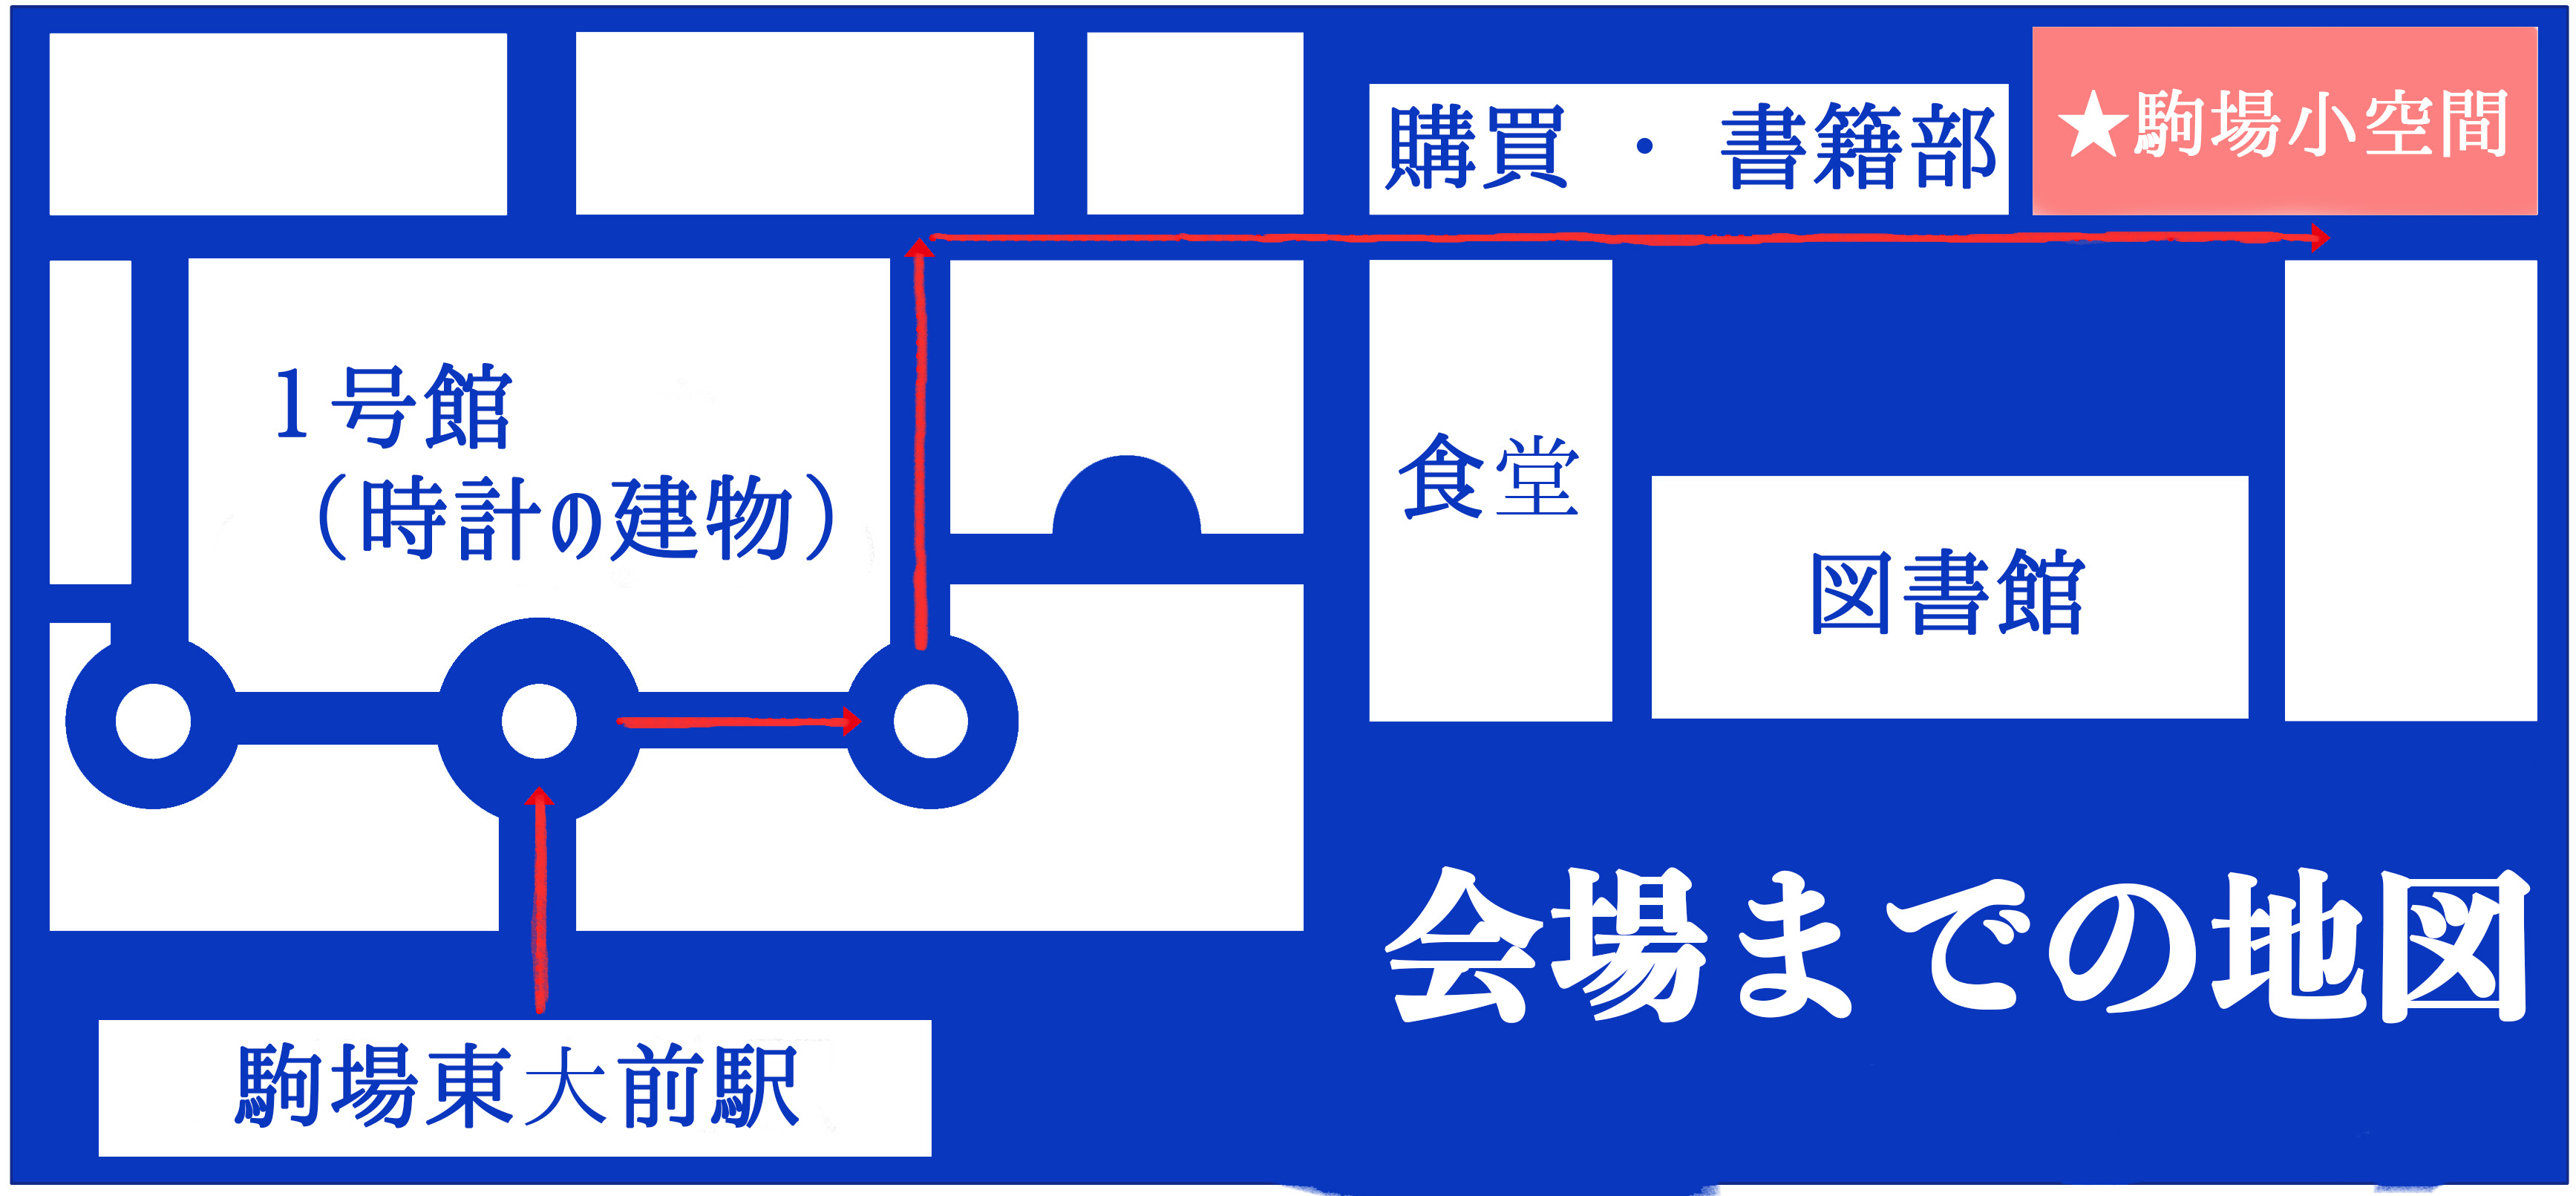 購買・書籍部
★駒場小空間
1号館
(時計の建物)
食堂
図書館
会場までの地図
駒場東大前駅